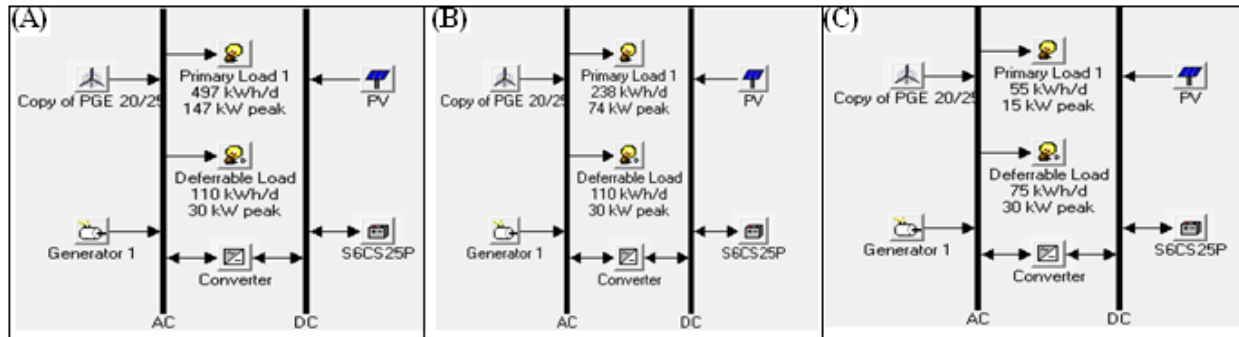 (A)
Primary Load 1
497 kWh/d
147 kW peak
Copy of PGE 20/25
PV
Deferrable Load
110 kWh/d
30 kW peak
Generator 1
S6CS25P
Converter
AC
DC
(B)
Primary Load 1
238 kWh/d
74 kW peak
Copy of PGE 20/25
PV
Deferrable Load
110 kWh/d
30 kW peak
Generator 1
S6CS25P
Converter
AC
DC
(C)
Primary Load 1
55 kWh/d
15 kW peak
Copy of PGE 20/25
PV
Deferrable Load
75 kWh/d
30 kW peak
Generator 1
S6CS25P
Converter
AC
DC